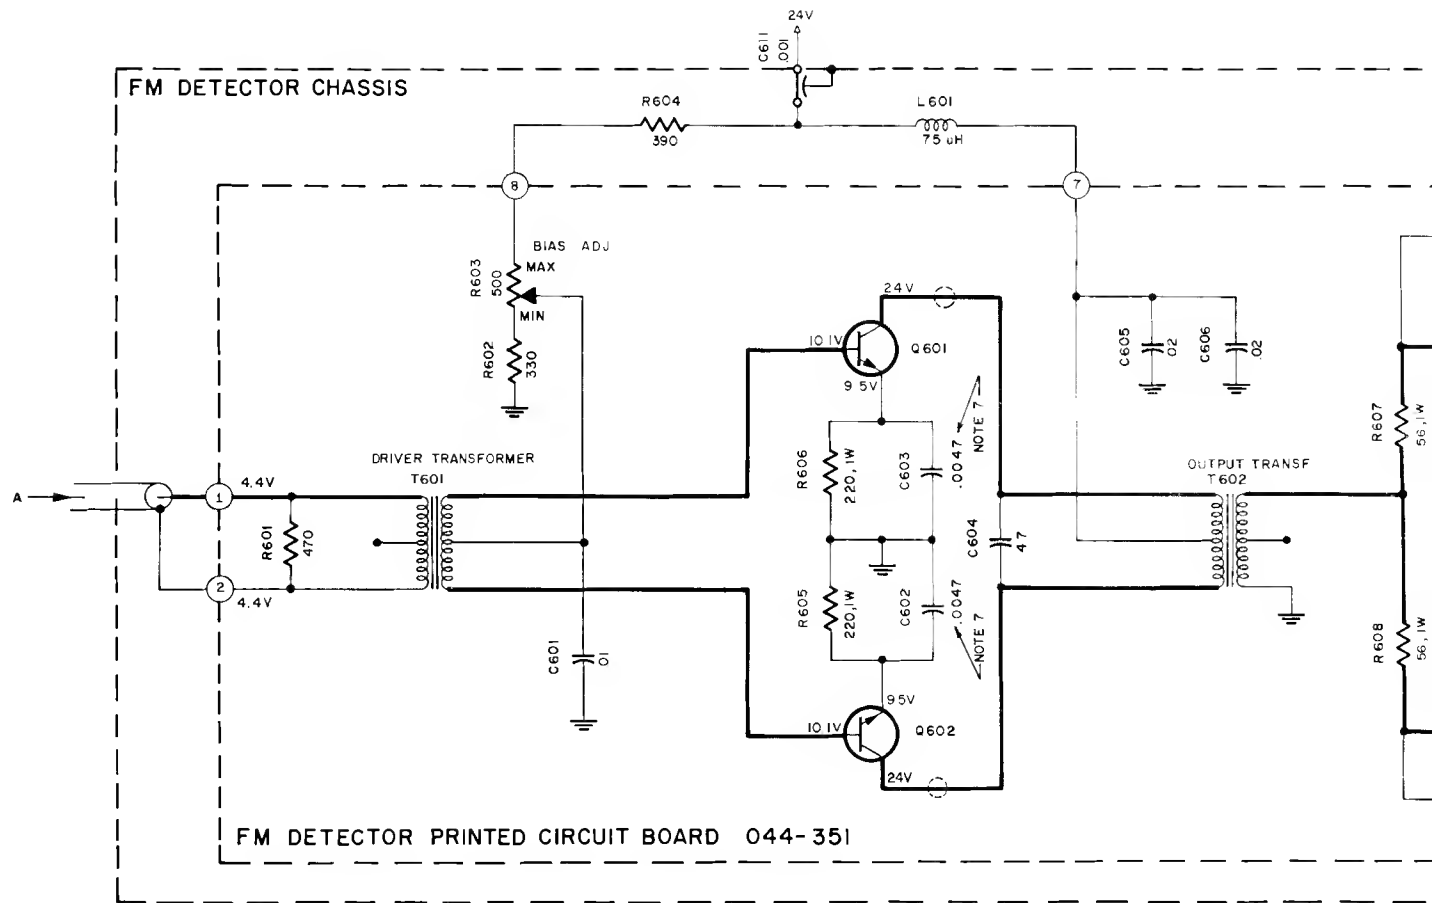 24V
C611
.001
FM DETECTOR CHASSIS
R604
390
L601
75 uH
8
7
BIAS ADJ
MAX
MIN
R603
500
R602
330
24V
10.1V
Q601
9.5V
C605
.02
C606
.02
R607
56,1W
DRIVER TRANSFORMER
T601
R606
220,1W
C603
.0047
NOTE 7
OUTPUT TRANSF
T602
A
1
4.4V
R601
470
C604
47
2
4.4V
R605
220,1W
C602
.0047
NOTE 7
R608
56,1W
C601
.01
9.5V
10.1V
Q602
24V
FM DETECTOR PRINTED CIRCUIT BOARD 044-351